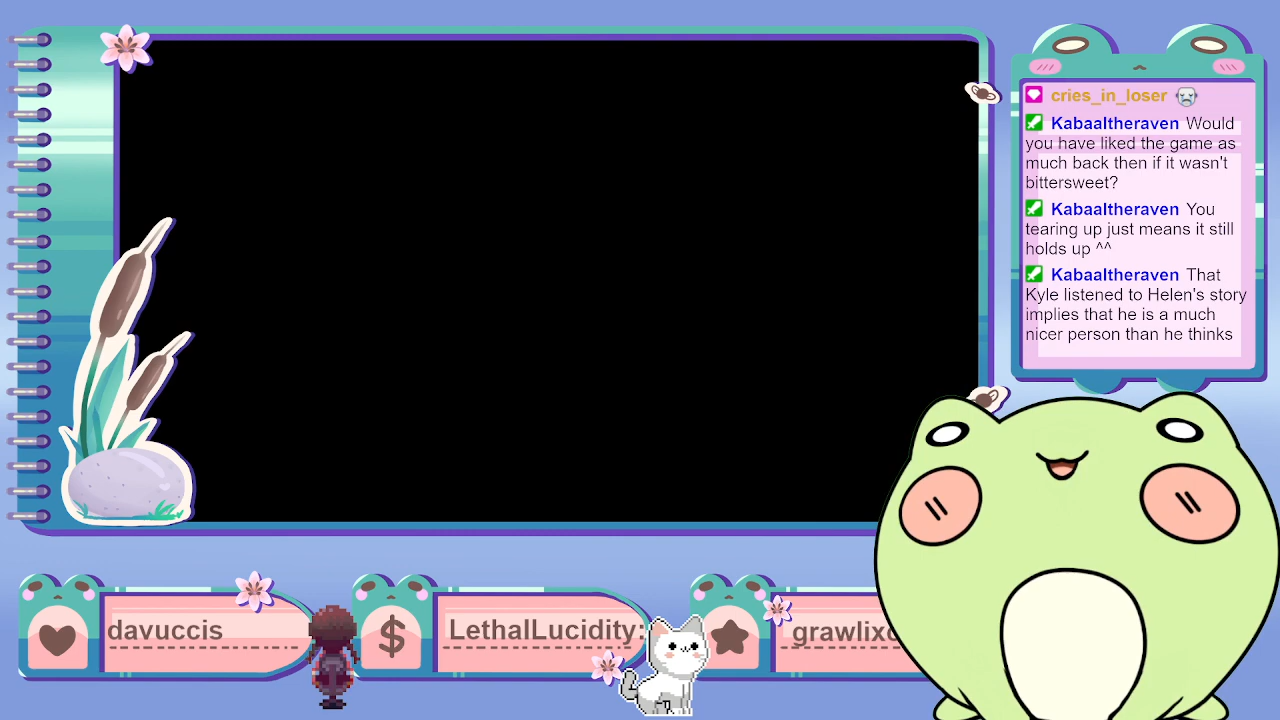 cries_in_loser
Kabaaltheraven Would
you have liked the game as
much back then if it wasn't
bittersweet?
Kabaaltheraven You
tearing up just means it still
holds up ^^
Kabaaltheraven That
Kyle listened to Helen's story
implies that he is a much
nicer person than he thinks
davuccis
$
LethalLucidity:
grawlixc